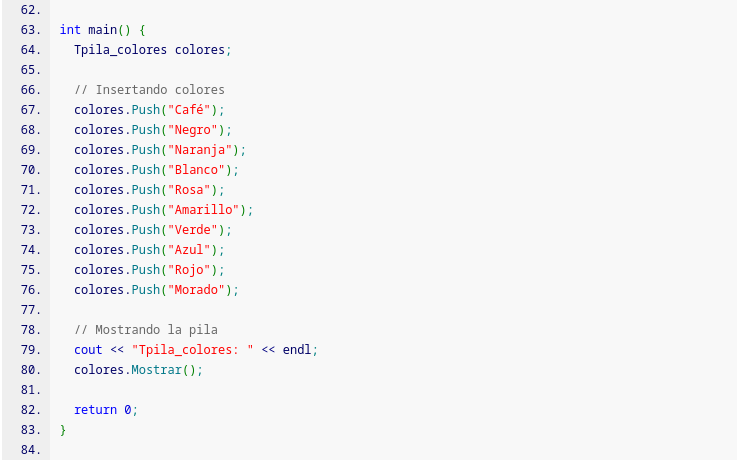 62.
63. int main() {
64. Tpila_colores colores;
65.
66. // Insertando colores
67. colores.Push("Café");
68. colores.Push("Negro");
69. colores.Push("Naranja");
70. colores.Push("Blanco");
71. colores.Push("Rosa");
72. colores.Push("Amarillo");
73. colores.Push("Verde");
74. colores.Push("Azul");
75. colores.Push("Rojo");
76. colores.Push("Morado");
77.
78. // Mostrando la pila
79. cout << "Tpila_colores: " << endl;
80. colores.Mostrar();
81.
82. return 0;
83. }
84.